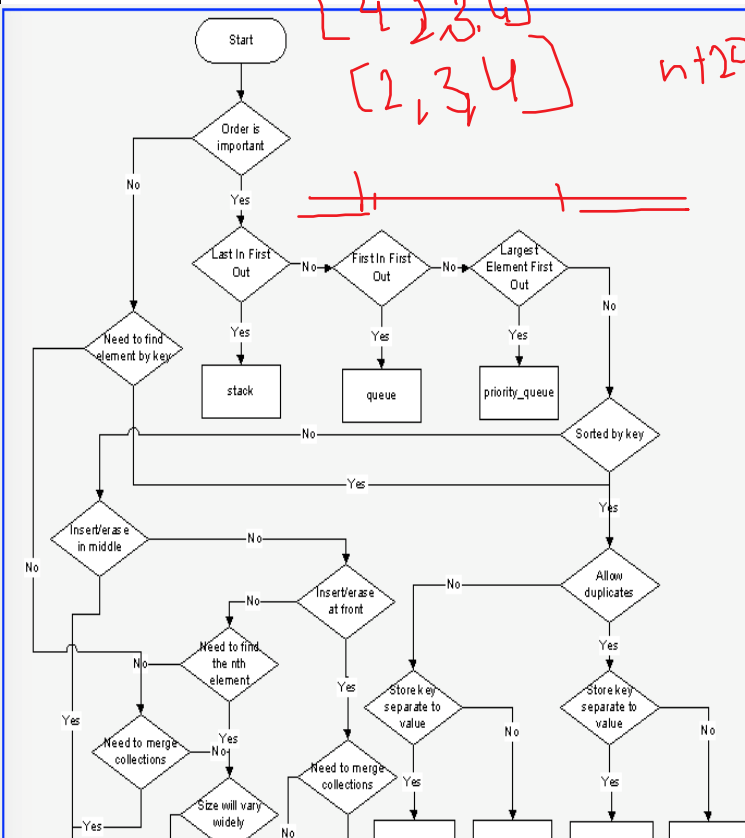 [1 2,3,4]
Start
[2,3,4]
Order is
important
No
Yes
Last In First
Out
No
First In First
Out
No
Largest
Element First
Out
No
Yes
Yes
Yes
Need to find
element by key
stack
queue
priority_queue
No
Sorted by key
Yes
Yes
Insert/erase
in middle
No
No
Insert/erase
at front
No
Allow
duplicates
No
Yes
Need to find
the nth
element
No
Yes
Store key
separate to
value
Store key
separate to
value
No
No
Yes
Need to merge
collections
No
Yes
Need to merge
collections
Yes
Yes
Size will vary
widely
Yes
No